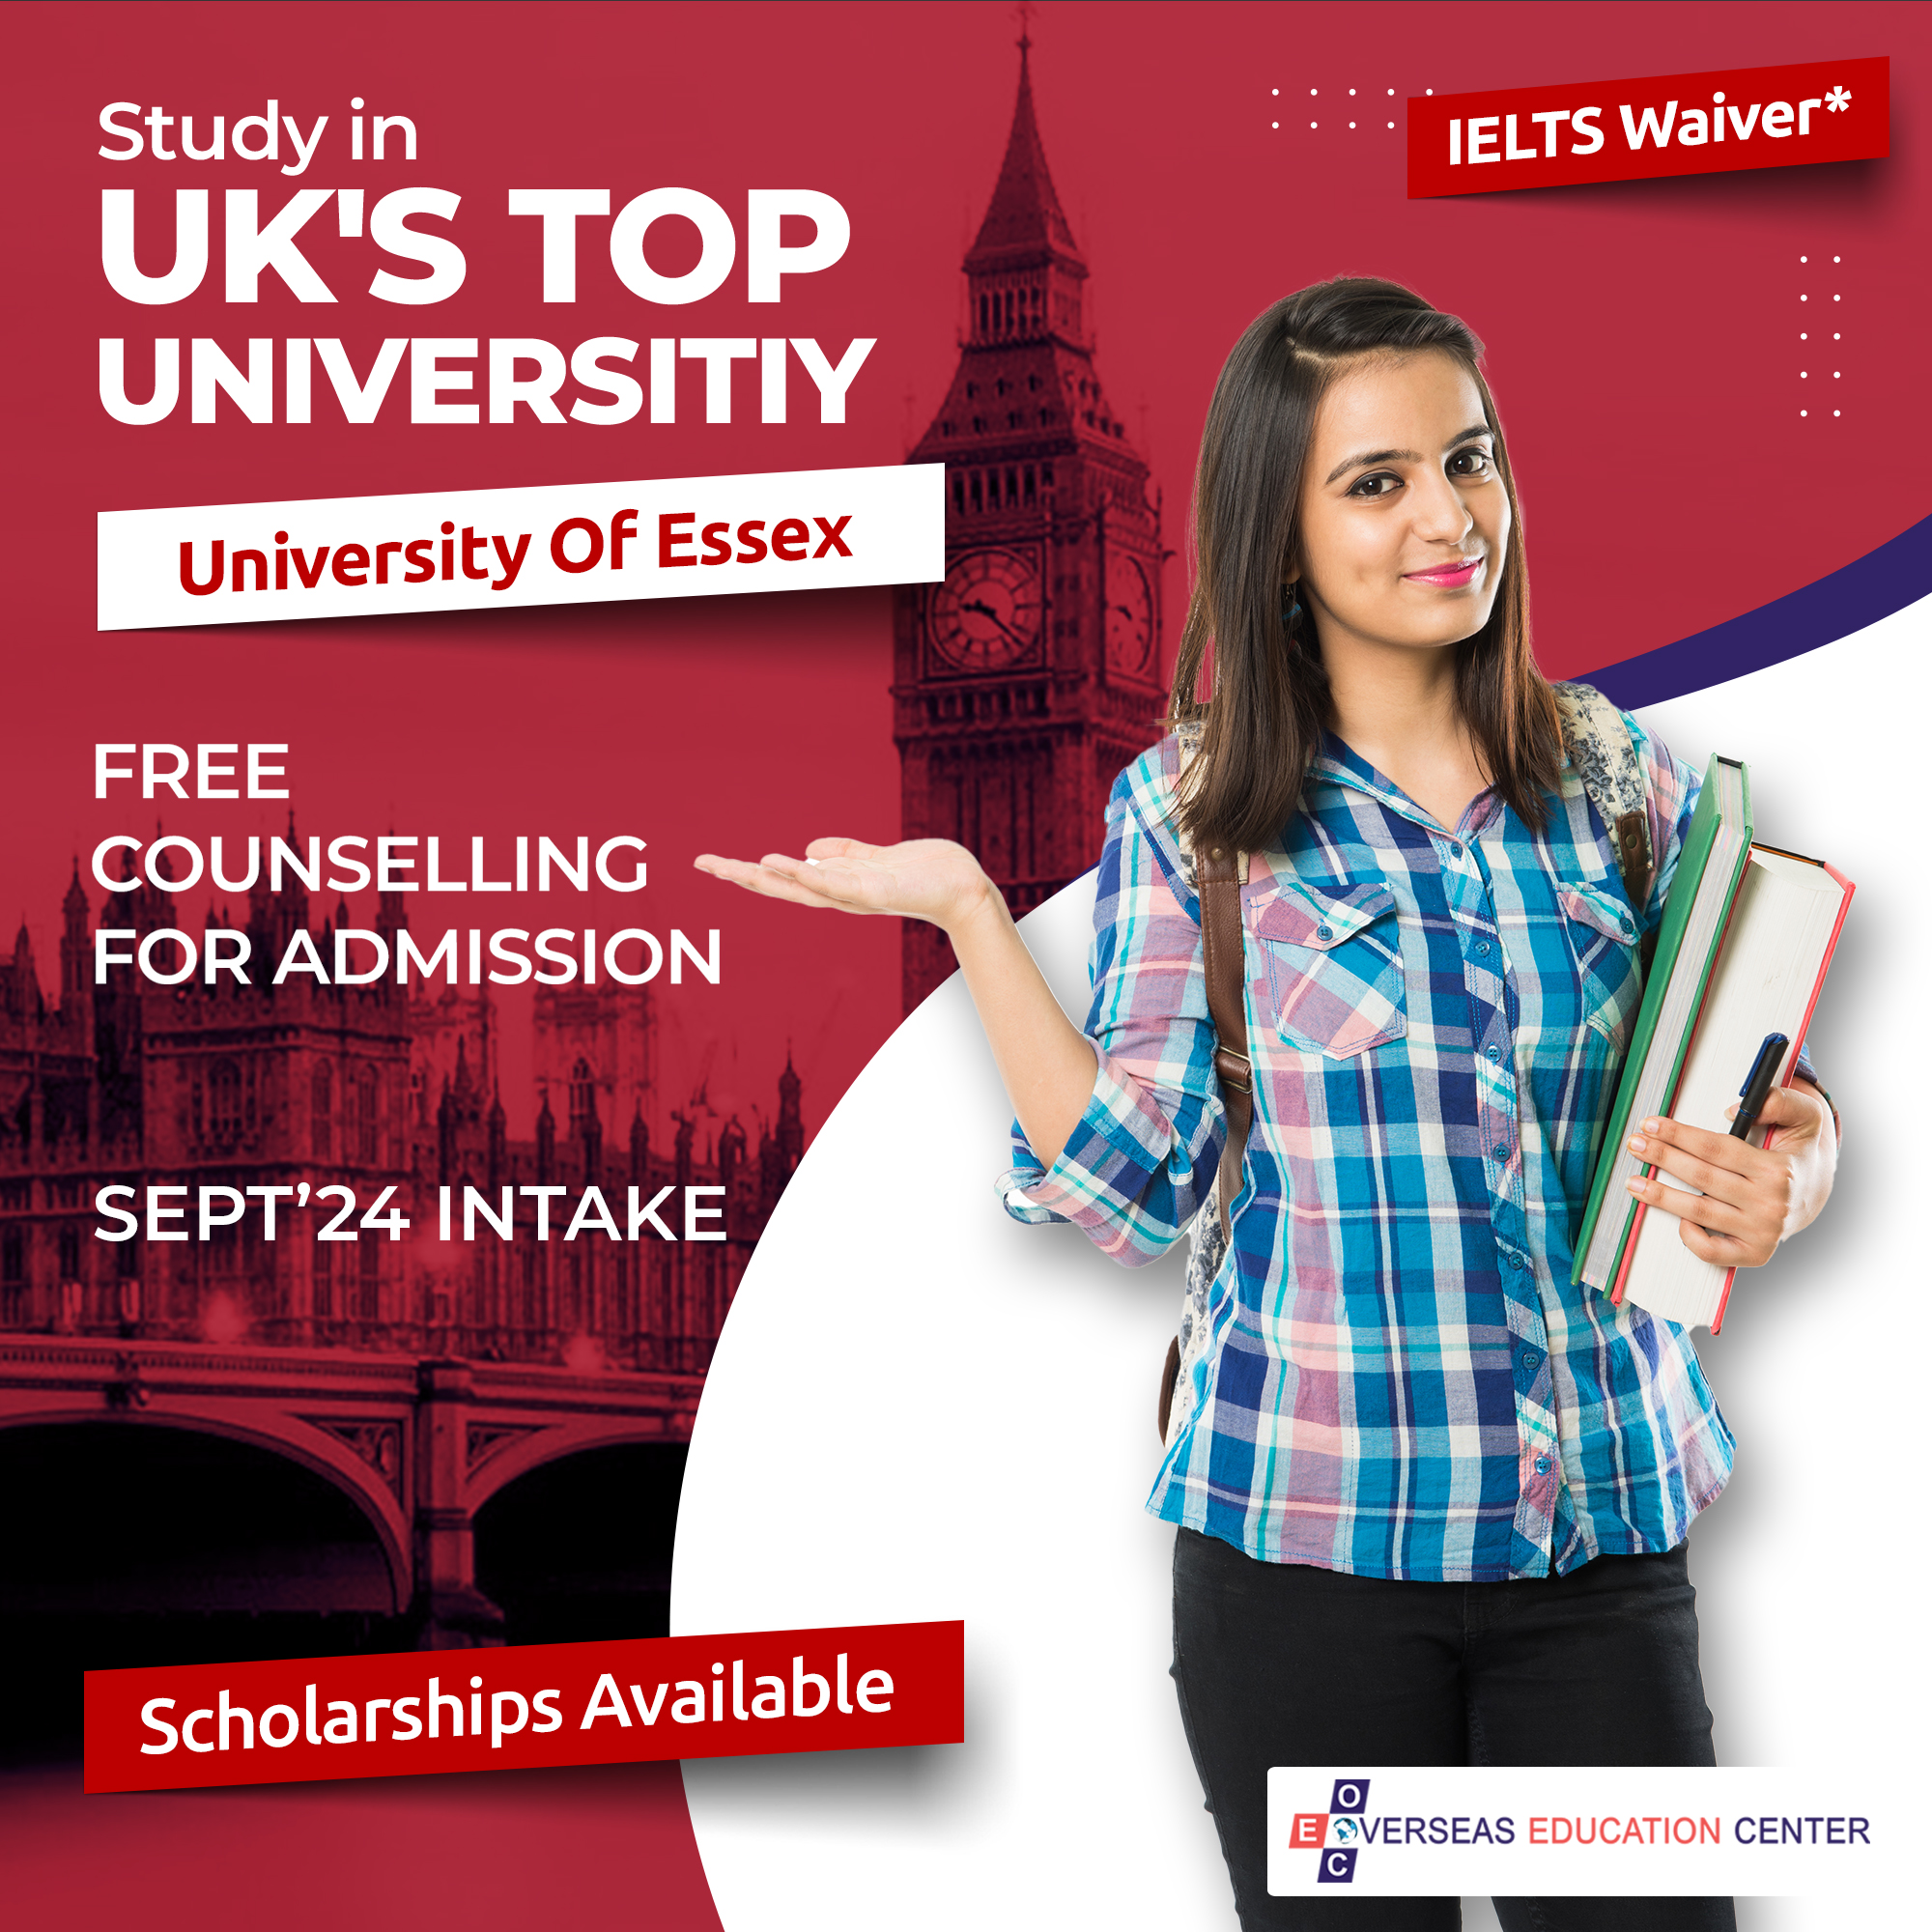 Study in
UK'S TOP
UNIVERSITIY
IELTS Waiver*
University Of Essex
FREE
COUNSELLING
FOR ADMISSION
SEPT’24 INTAKE
Scholarships Available
O
E
C
OVERSEAS EDUCATION CENTER